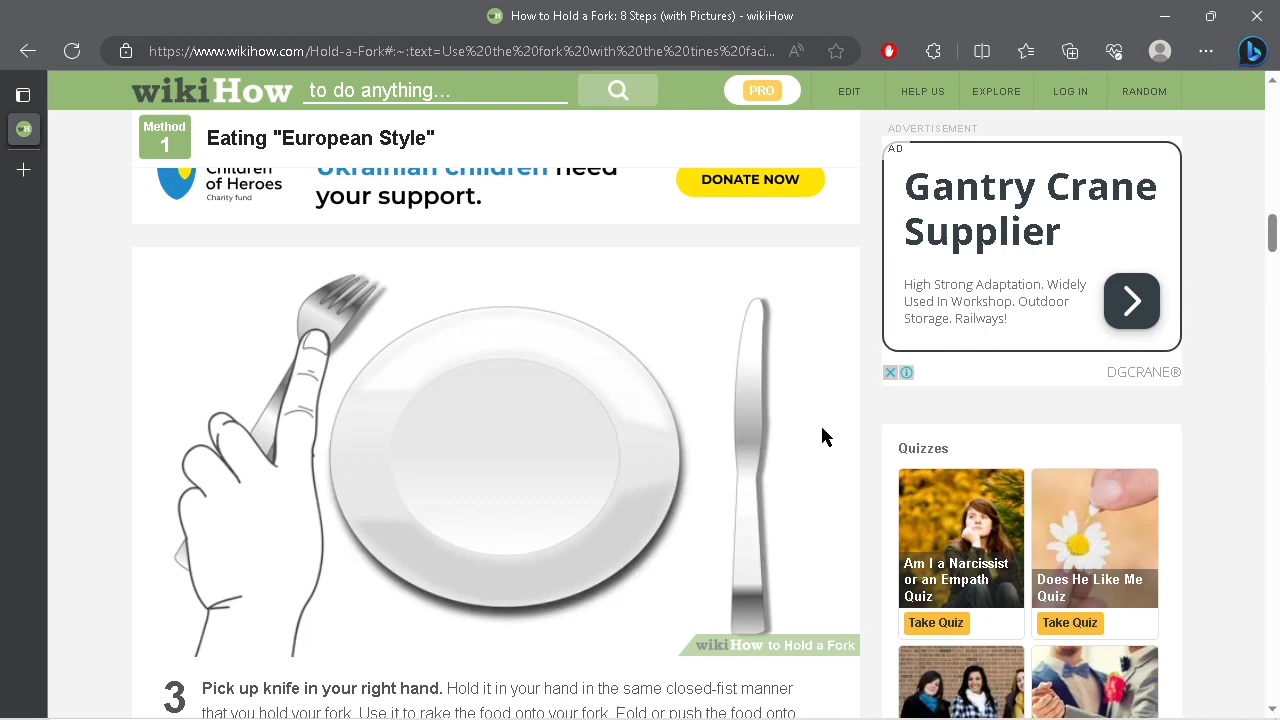 How to Hold a Fork: 8 Steps (with Pictures) - wikiHow
https://www.wikihow.com/Hold-a-Fork#:~:text=Use%20the%20fork%20with%20the%20tines%20faci...
wikiHow to do anything...
PRO
EDIT
HELP US
EXPLORE
LOG IN
RANDOM
Method
1
Eating "European Style"
Children
of Heroes
Charity fund
Ukrainian children need
your support.
DONATE NOW
wikiHow to Hold a Fork
3
Pick up knife in your right hand. Hold it in your hand in the same closed-fist manner
that you hold your fork. Use it to rake the food onto your fork. Fold or push the food onto
ADVERTISEMENT
AD
Gantry Crane
Supplier
High Strong Adaptation. Widely
Used In Workshop. Outdoor
Storage. Railways!
DGCRANE®
Quizzes
Am I a Narcissist
or an Empath
Quiz
Take Quiz
Does He Like Me
Quiz
Take Quiz